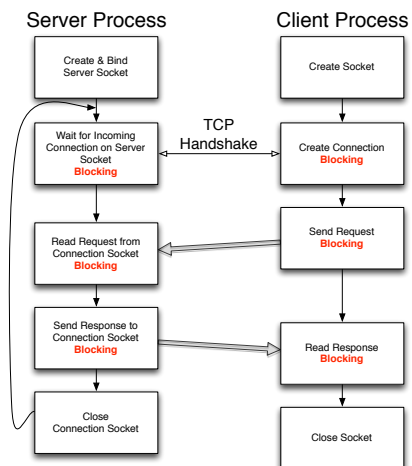 Server Process
Create & Bind
Server Socket
Wait for Incoming
Connection on Server
Socket
Blocking
Read Request from
Connection Socket
Blocking
Send Response to
Connection Socket
Blocking
Close
Connection Socket
TCP
Handshake
Client Process
Create Socket
Create Connection
Blocking
Send Request
Blocking
Read Response
Blocking
Close Socket